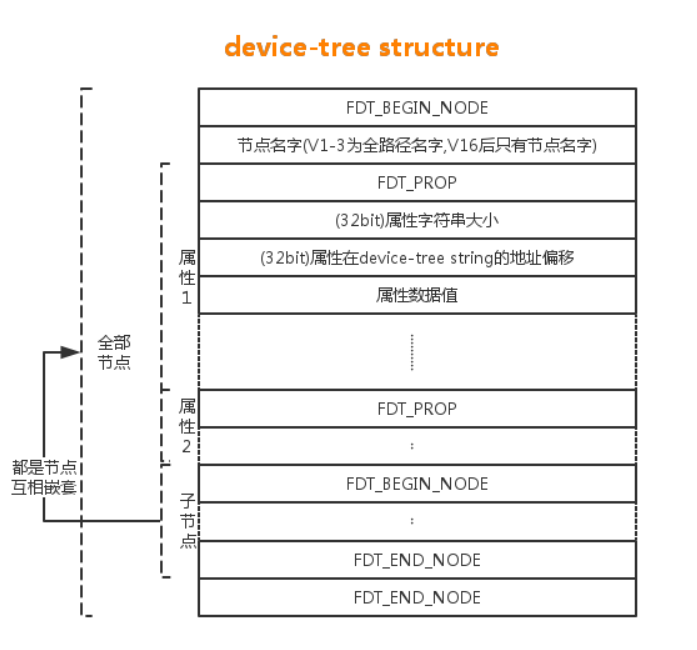 device-tree structure
FDT_BEGIN_NODE
节点名字(V1-3为全路径名字,V16后只有节点名字)
FDT_PROP
(32bit)属性字符串大小
(32bit)属性在device-tree string的地址偏移
属性数据值
属
性
1
全部
节点
属
性
2
FDT_PROP
:
都是节点
互相嵌套
子
节
点
FDT_BEGIN_NODE
:
FDT_END_NODE
FDT_END_NODE